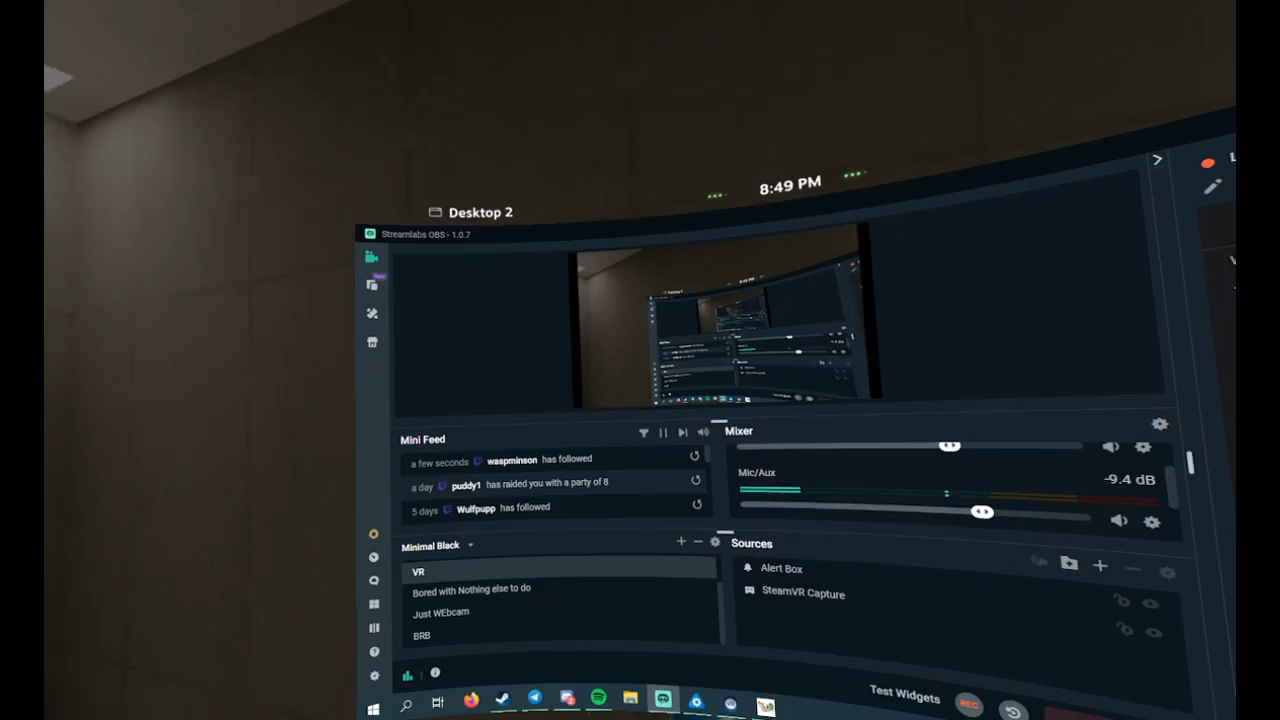 8:49 PM
Desktop 2
Streamlabs OBS - 1.0.7
Mini Feed
a few seconds waspminson has followed
a day puddy1 has raided you with a party of 8
5 days Wulfpupp has followed
Mixer
Mic/Aux
-9.4 dB
Minimal Black
VR
Bored with Nothing else to do
Just WEbcam
BRB
Sources
Alert Box
SteamVR Capture
Test Widgets
REC